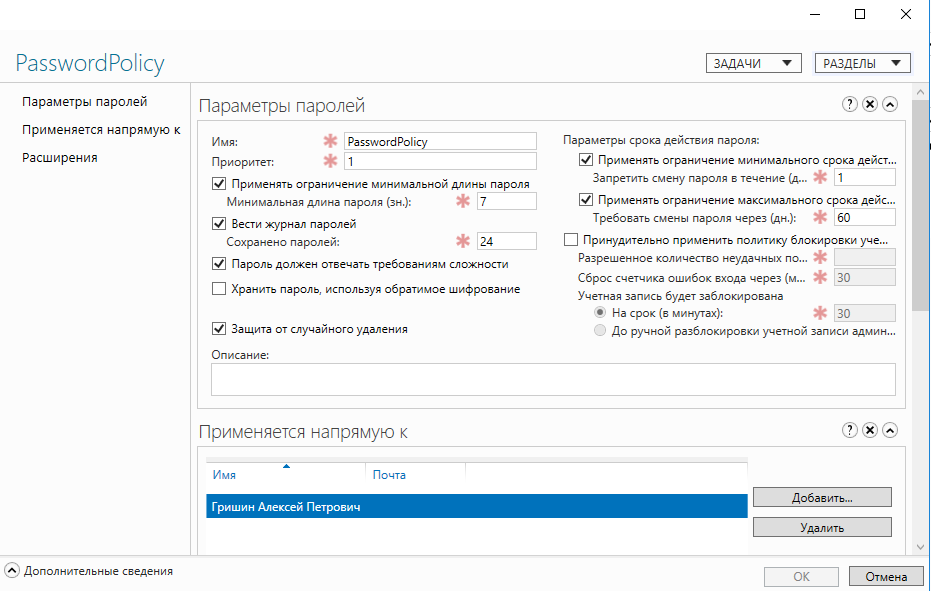 PasswordPolicy
ЗАДАЧИ
РАЗДЕЛЫ
Параметры паролей
Применяется напрямую к
Расширения
Параметры паролей
Имя:
PasswordPolicy
Приоритет:
1
Применять ограничение минимальной длины пароля
Минимальная длина пароля (зн.):
7
Вести журнал паролей
Сохранено паролей:
24
Пароль должен отвечать требованиям сложности
Хранить пароль, используя обратимое шифрование
Защита от случайного удаления
Параметры срока действия пароля:
Применять ограничение минимального срока дейст...
Запретить смену пароля в течение (д...
1
Применять ограничение максимального срока дейс...
Требовать смены пароля через (дн.):
60
Принудительно применить политику блокировки уче...
Разрешенное количество неудачных по...
Сброс счетчика ошибок входа через (м...
30
Учетная запись будет заблокирована
На срок (в минутах):
30
До ручной разблокировки учетной записи админ...
Описание:
Применяется напрямую к
Имя
Почта
Гришин Алексей Петрович
Добавить...
Удалить
Дополнительные сведения
ОК
Отмена